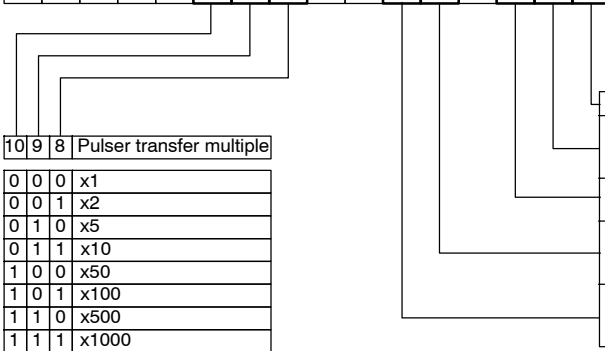 10 9 8 Pulser transfer multiple
0 0 0 x1
0 0 1 x2
0 1 0 x5
0 1 1 x10
1 0 0 x50
1 0 1 x100
1 1 0 x500
1 1 1 x1000